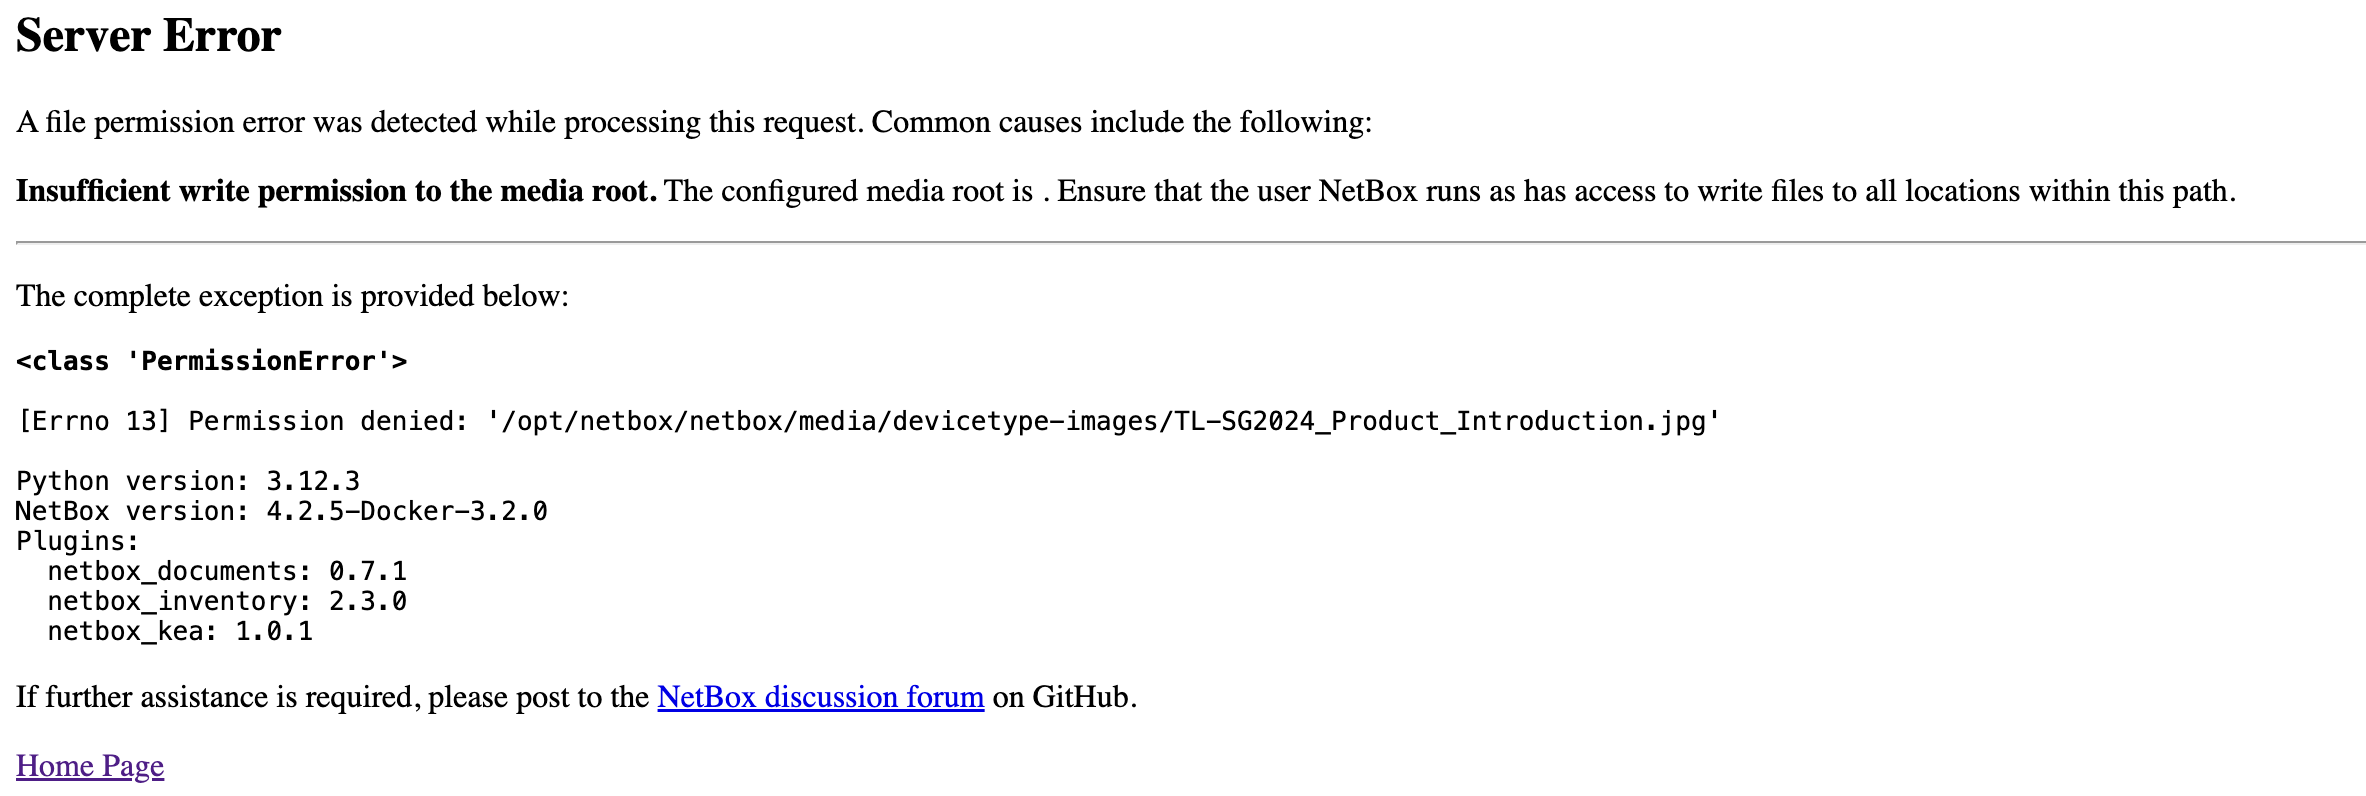 Server Error
A file permission error was detected while processing this request. Common causes include the following:
Insufficient write permission to the media root. The configured media root is . Ensure that the user NetBox runs as has access to write files to all locations within this path.
The complete exception is provided below:
<class 'PermissionError'>
[Errno 13] Permission denied: '/opt/netbox/netbox/media/devicetype-images/TL-SG2024_Product_Introduction.jpg'
Python version: 3.12.3
NetBox version: 4.2.5-Docker-3.2.0
Plugins:
  netbox_documents: 0.7.1
  netbox_inventory: 2.3.0
  netbox_kea: 1.0.1
If further assistance is required, please post to the NetBox discussion forum on GitHub.
Home Page